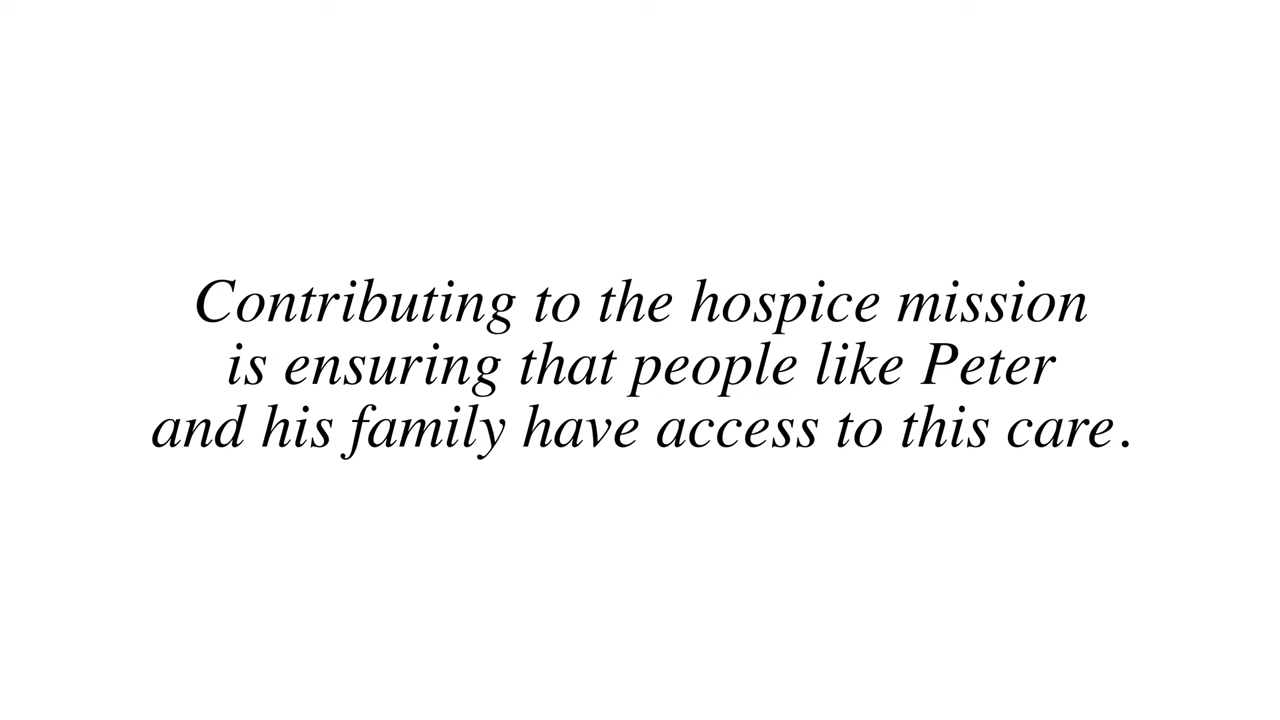 Contributing to the hospice mission
is ensuring that people like Peter
and his family have access to this care.